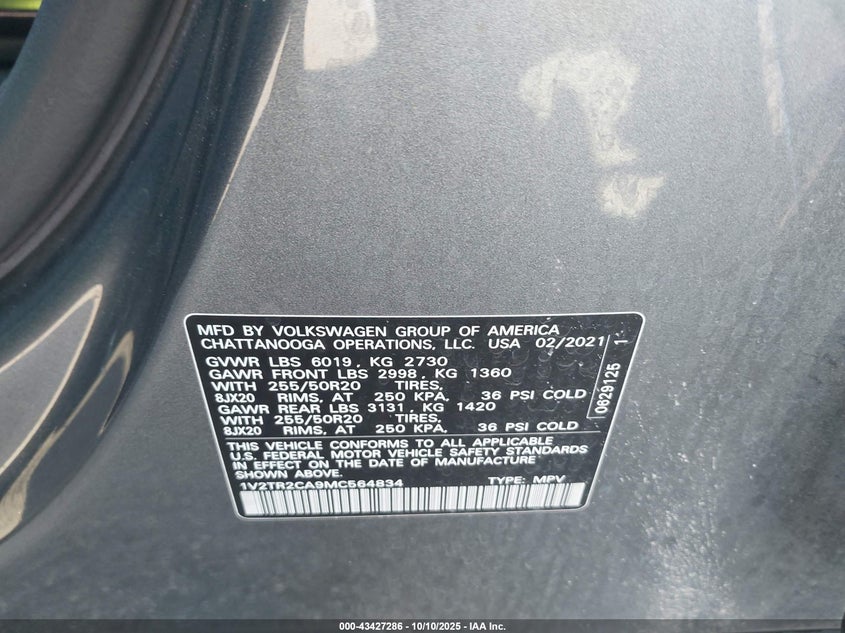 MFD BY VOLKSWAGEN GROUP OF AMERICA
CHATTANOOGA OPERATIONS, LLC. USA 02/2021
GVWR LBS 6019, KG 2730
GAWR FRONT LBS 2998, KG 1360
WITH 255/50R20 TIRES,
8JX20 RIMS, AT 250 KPA, 36 PSI COLD
GAWR REAR LBS 3131, KG 1420
WITH 255/50R20 TIRES,
8JX20 RIMS, AT 250 KPA, 36 PSI COLD
THIS VEHICLE CONFORMS TO ALL APPLICABLE
U.S. FEDERAL MOTOR VEHICLE SAFETY STANDARDS
IN EFFECT ON THE DATE OF MANUFACTURE
SHOWN ABOVE.
1V2TR2CA9MC564834 TYPE: MPV
0629125 1
000-43427286 - 10/10/2025 - IAA Inc.